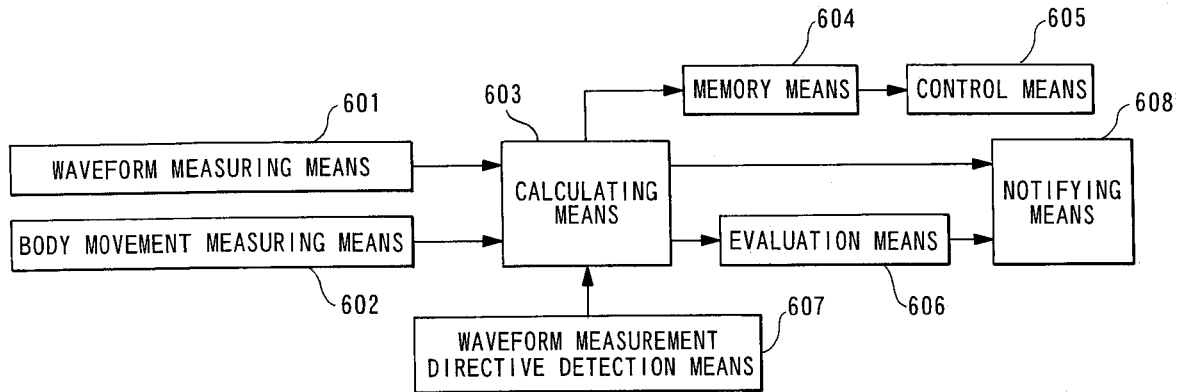 604
605
MEMORY MEANS
CONTROL MEANS
603
608
601
WAVEFORM MEASURING MEANS
CALCULATING
MEANS
NOTIFYING
MEANS
BODY MOVEMENT MEASURING MEANS
EVALUATION MEANS
602
606
607
WAVEFORM MEASUREMENT
DIRECTIVE DETECTION MEANS